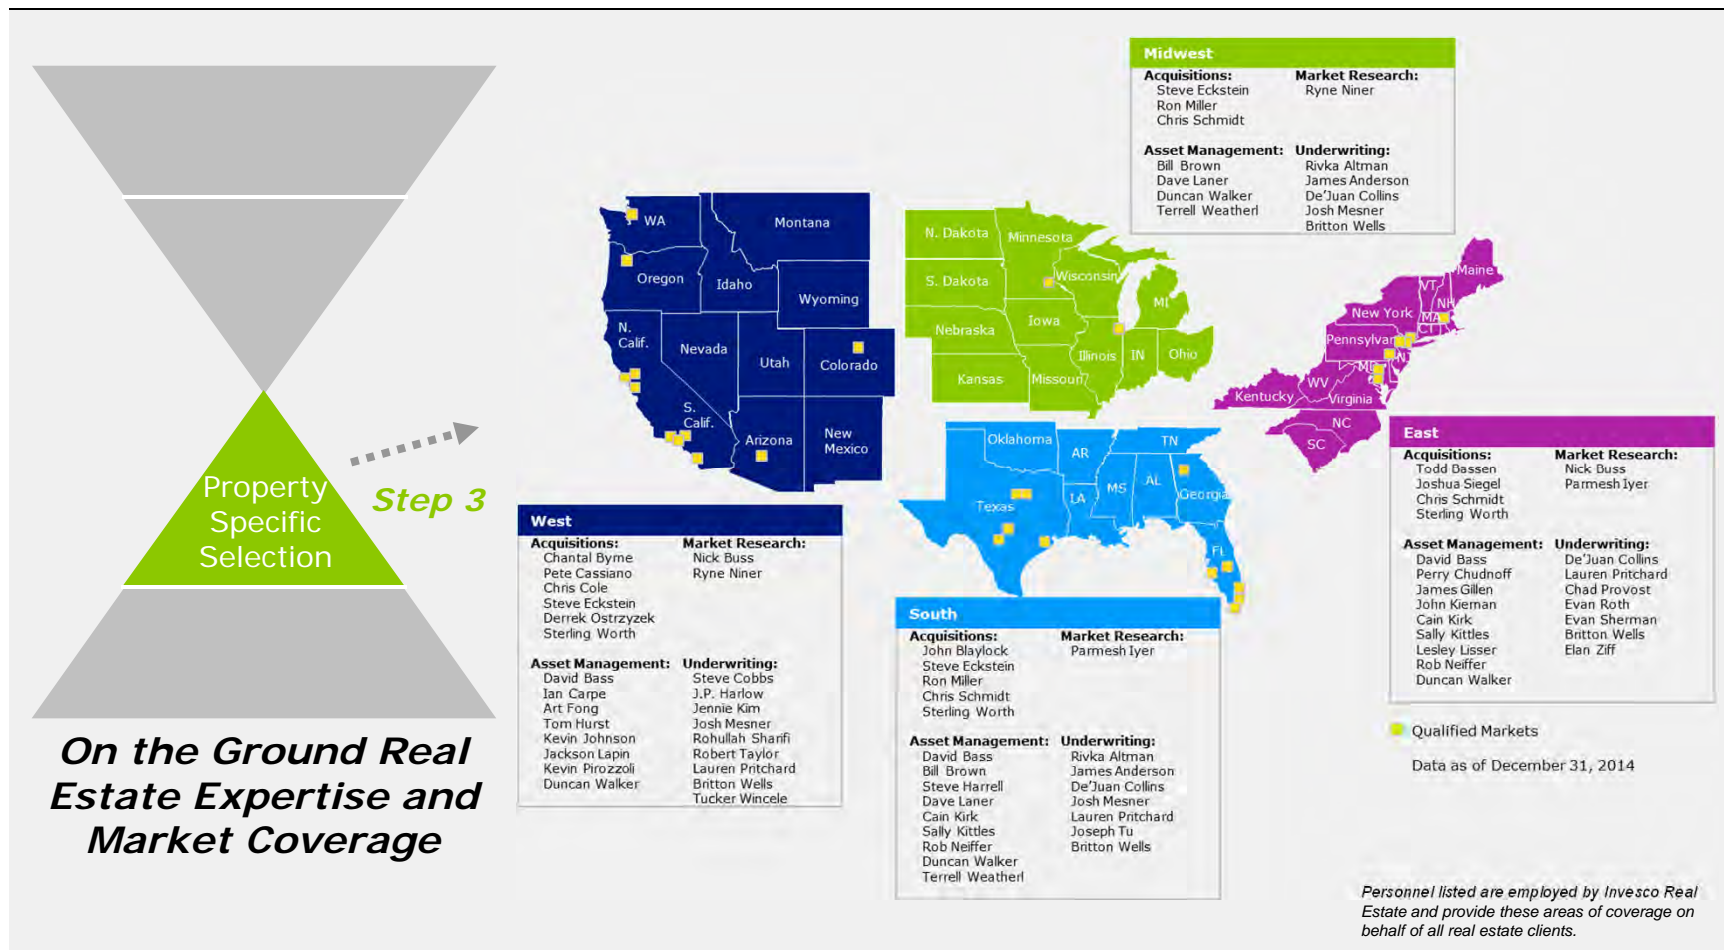 Property
Specific
Selection
Step 3
On the Ground Real
Estate Expertise and
Market Coverage
WA
Montana
Oregon
Idaho
Wyoming
N.
Calif.
Nevada
Utah
Colorado
S.
Calif.
Arizona
New
Mexico
N. Dakota
Minnesota
S. Dakota
Wisconsin
MI
Nebraska
Iowa
Illinois
IN
Ohio
Kansas
Missouri
Oklahoma
AR
TN
Texas
LA
MS
AL
Georgia
FL
Maine
VT
NH
New York
MA
CT
Pennsylvan
NJ
MD
WV
Kentucky
Virginia
NC
SC
Midwest
Acquisitions:
Steve Eckstein
Ron Miller
Chris Schmidt
Market Research:
Ryne Niner
Asset Management:
Bill Brown
Dave Laner
Duncan Walker
Terrell Weatherl
Underwriting:
Rivka Altman
James Anderson
De'Juan Collins
Josh Mesner
Britton Wells
West
Acquisitions:
Chantal Byrne
Pete Cassiano
Chris Cole
Steve Eckstein
Derrek Ostrzyzek
Sterling Worth
Market Research:
Nick Buss
Ryne Niner
Asset Management:
David Bass
Ian Carpe
Art Fong
Tom Hurst
Kevin Johnson
Jackson Lapin
Kevin Pirozzoli
Duncan Walker
Underwriting:
Steve Cobbs
J.P. Harlow
Jennie Kim
Josh Mesner
Rohullah Sharifi
Robert Taylor
Lauren Pritchard
Britton Wells
Tucker Wincele
South
Acquisitions:
John Blaylock
Steve Eckstein
Ron Miller
Chris Schmidt
Sterling Worth
Market Research:
Parmesh Iyer
Asset Management:
David Bass
Bill Brown
Steve Harrell
Dave Laner
Cain Kirk
Sally Kittles
Rob Neiffer
Duncan Walker
Terrell Weatherl
Underwriting:
Rivka Altman
James Anderson
De'Juan Collins
Josh Mesner
Lauren Pritchard
Joseph Tu
Britton Wells
East
Acquisitions:
Todd Bassen
Joshua Siegel
Chris Schmidt
Sterling Worth
Market Research:
Nick Buss
Parmesh Iyer
Asset Management:
David Bass
Perry Chudnoff
James Gillen
John Kiernan
Cain Kirk
Sally Kittles
Lesley Lisser
Rob Neiffer
Duncan Walker
Underwriting:
De'Juan Collins
Lauren Pritchard
Chad Provost
Evan Roth
Evan Sherman
Britton Wells
Elan Ziff
Qualified Markets
Data as of December 31, 2014
Personnel listed are employed by Invesco Real
Estate and provide these areas of coverage on
behalf of all real estate clients.